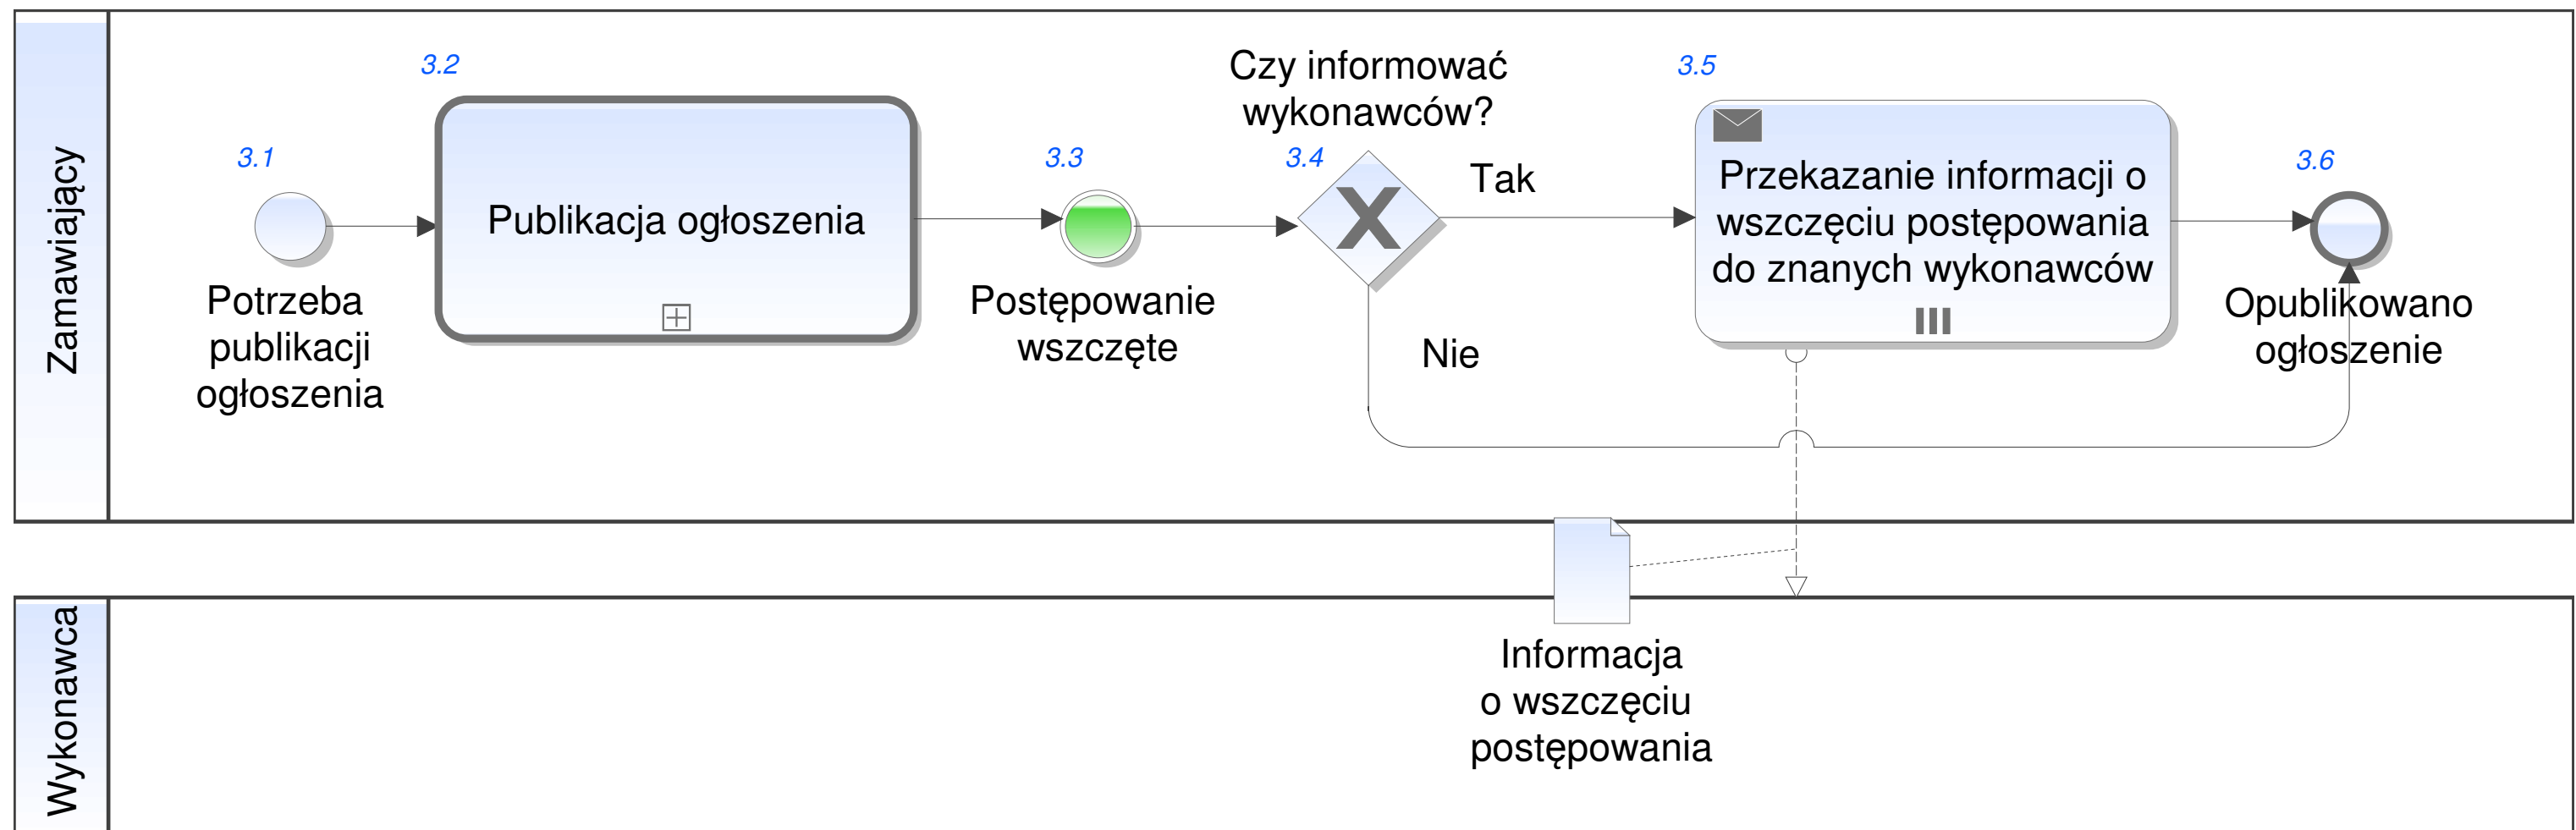 Zamawiający
3.1
Potrzeba
publikacji
ogłoszenia
3.2
Publikacja ogłoszenia
3.3
Postępowanie
wszczęte
Czy informować
wykonawców?
3.4
Tak
Nie
3.5
Przekazanie informacji o
wszczęciu postępowania
do znanych wykonawców
3.6
Opublikowano
ogłoszenie
Informacja
o wszczęciu
postępowania
Wykonawca